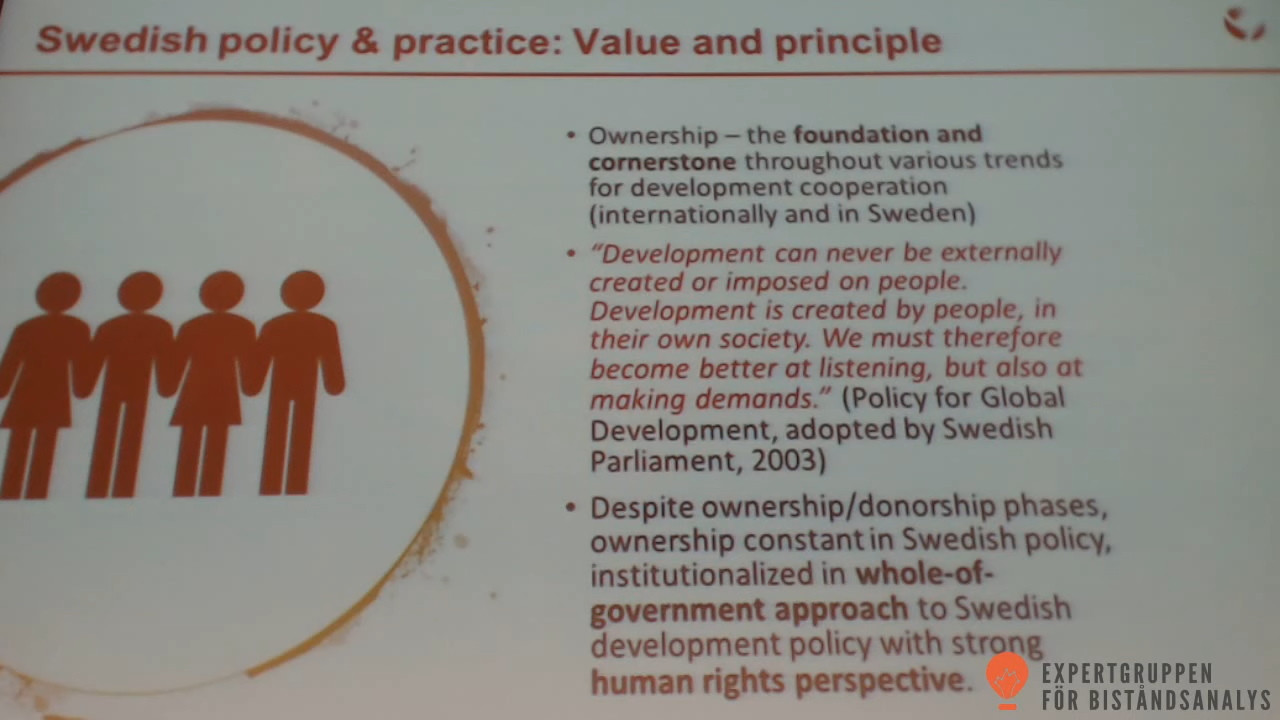 Swedish policy & practice: Value and principle
• Ownership – the foundation and
cornerstone throughout various trends
for development cooperation
(internationally and in Sweden)
• “Development can never be externally
created or imposed on people.
Development is created by people, in
their own society. We must therefore
become better at listening, but also at
making demands.” (Policy for Global
Development, adopted by Swedish
Parliament, 2003)
• Despite ownership/donorship phases,
ownership constant in Swedish policy,
institutionalized in whole-of-
government approach to Swedish
development policy with strong
human rights perspective.
EXPERTGRUPPEN
FÖR BISTÅNDSANALYS